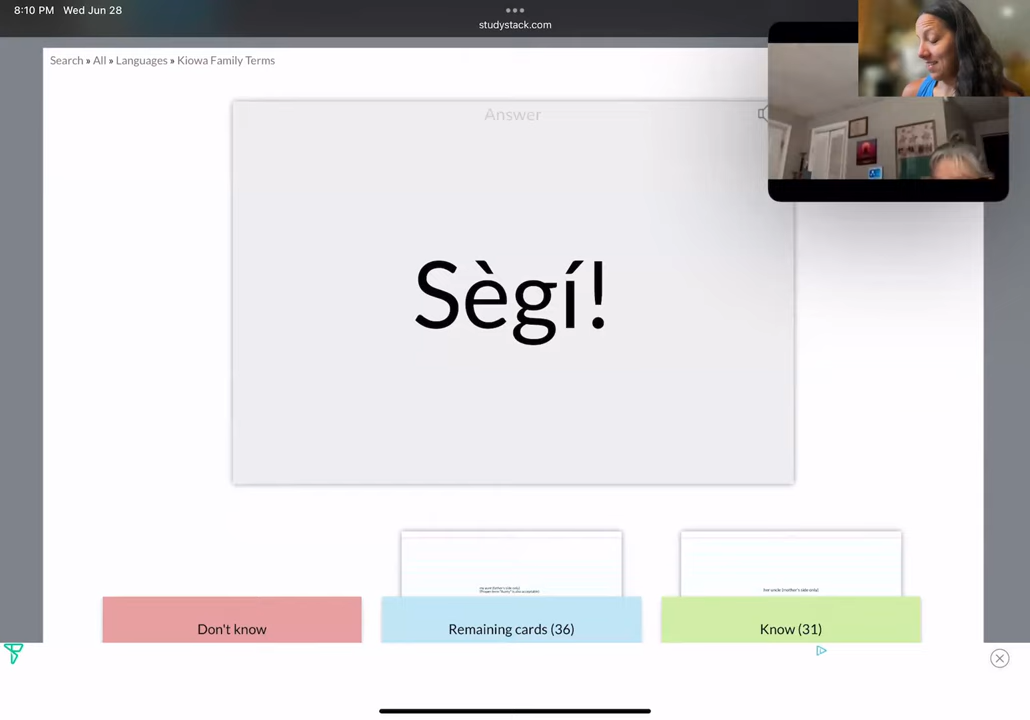 8:10 PM Wed Jun 28
studystack.com
Search » All » Languages » Kiowa Family Terms
Answer
Sègí!
Don't know
Remaining cards (36)
Know (31)